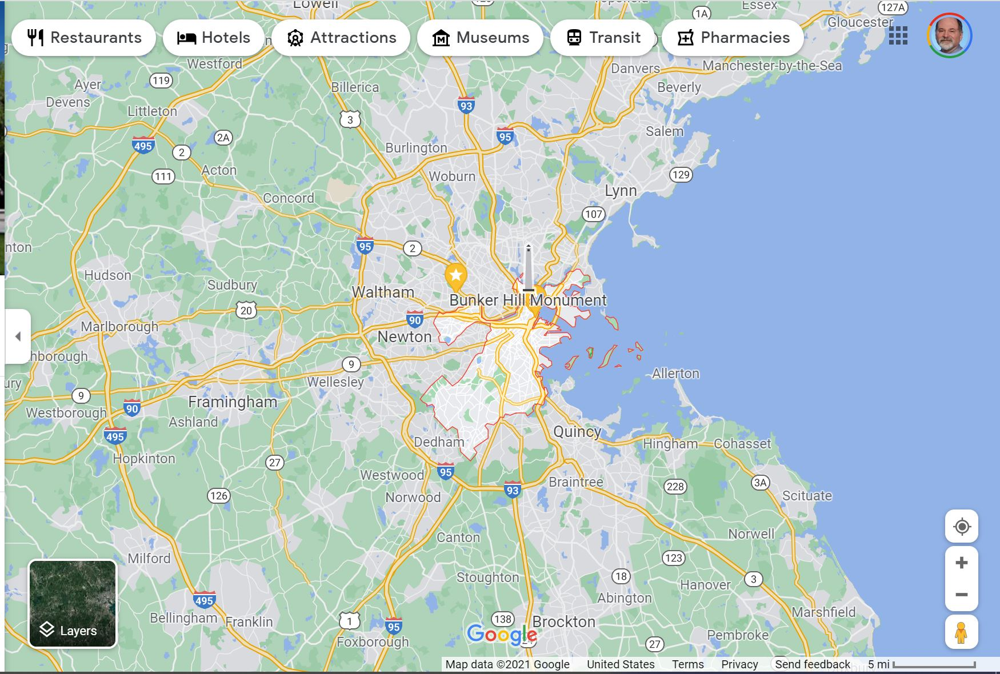 Lowell
Essex
1A
127A
Gloucester
Restaurants
Hotels
Attractions
Museums
Transit
Pharmacies
Westford
Danvers
Manchester-by-the-Sea
119
Ayer
Billerica
Beverly
Devens
93
Littleton
3
Salem
2A
95
495
2
Burlington
Acton
111
Woburn
129
Lynn
Concord
107
nton
95
2
Hudson
Sudbury
Waltham
Bunker Hill Monument
20
90
Marlborough
Newton
hborough
9
Allerton
ury
Wellesley
9
Framingham
90
Westborough
Ashland
Quincy
495
Dedham
Hingham
Cohasset
Hopkinton
27
95
Westwood
Braintree
3A
228
93
126
Norwood
Scituate
Canton
Norwell
Milford
123
Stoughton
18
3
Hanover
495
Abington
Marshfield
Bellingham
Franklin
1
138
Brockton
95
Layers
Google
Pembroke
Foxborough
27
Map data ©2021 Google
United States
Terms
Privacy
Send feedback
5 mi